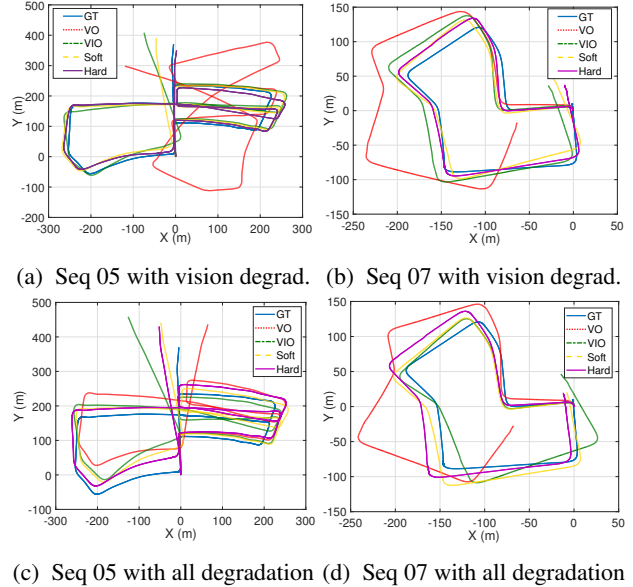 500
400
300
200
100
0
-100
-200
Y (m)
-300 -200 -100 0 100 200 300
X (m)
GT
VO
VIO
Soft
Hard
150
100
50
0
-50
-100
-150
Y (m)
-250 -200 -150 -100 -50 0 50
X (m)
GT
VO
VIO
Soft
Hard
(a) Seq 05 with vision degrad. (b) Seq 07 with vision degrad.
500
400
300
200
100
0
-100
Y (m)
-300 -200 -100 0 100 200 300
X (m)
GT
VO
VIO
Soft
Hard
150
100
50
0
-50
-100
-150
Y (m)
-250 -200 -150 -100 -50 0 50
X (m)
GT
VO
VIO
Soft
Hard
(c) Seq 05 with all degradation (d) Seq 07 with all degradation